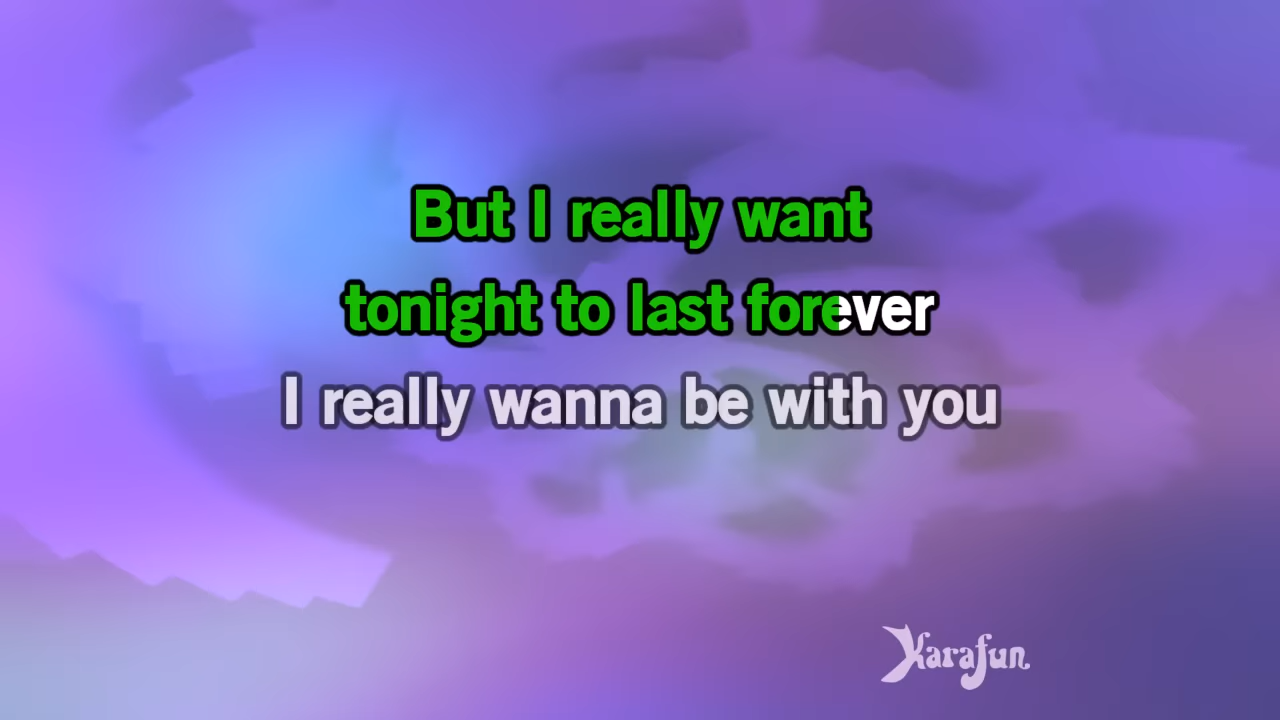 But I really want
tonight to last forever
I really wanna be with you
Karafun